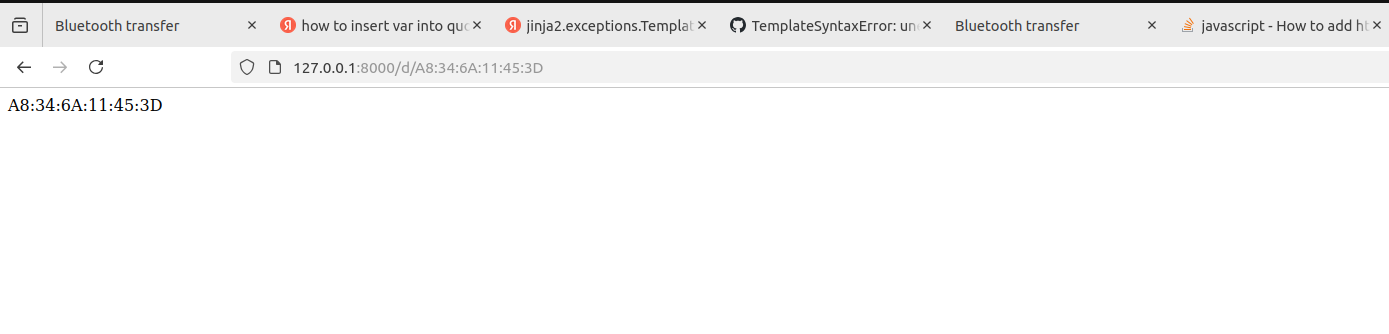 Bluetooth transfer
how to insert var into quo
jinja2.exceptions.Templat
TemplateSyntaxError: un
Bluetooth transfer
javascript - How to add ht
127.0.0.1:8000/d/A8:34:6A:11:45:3D
A8:34:6A:11:45:3D